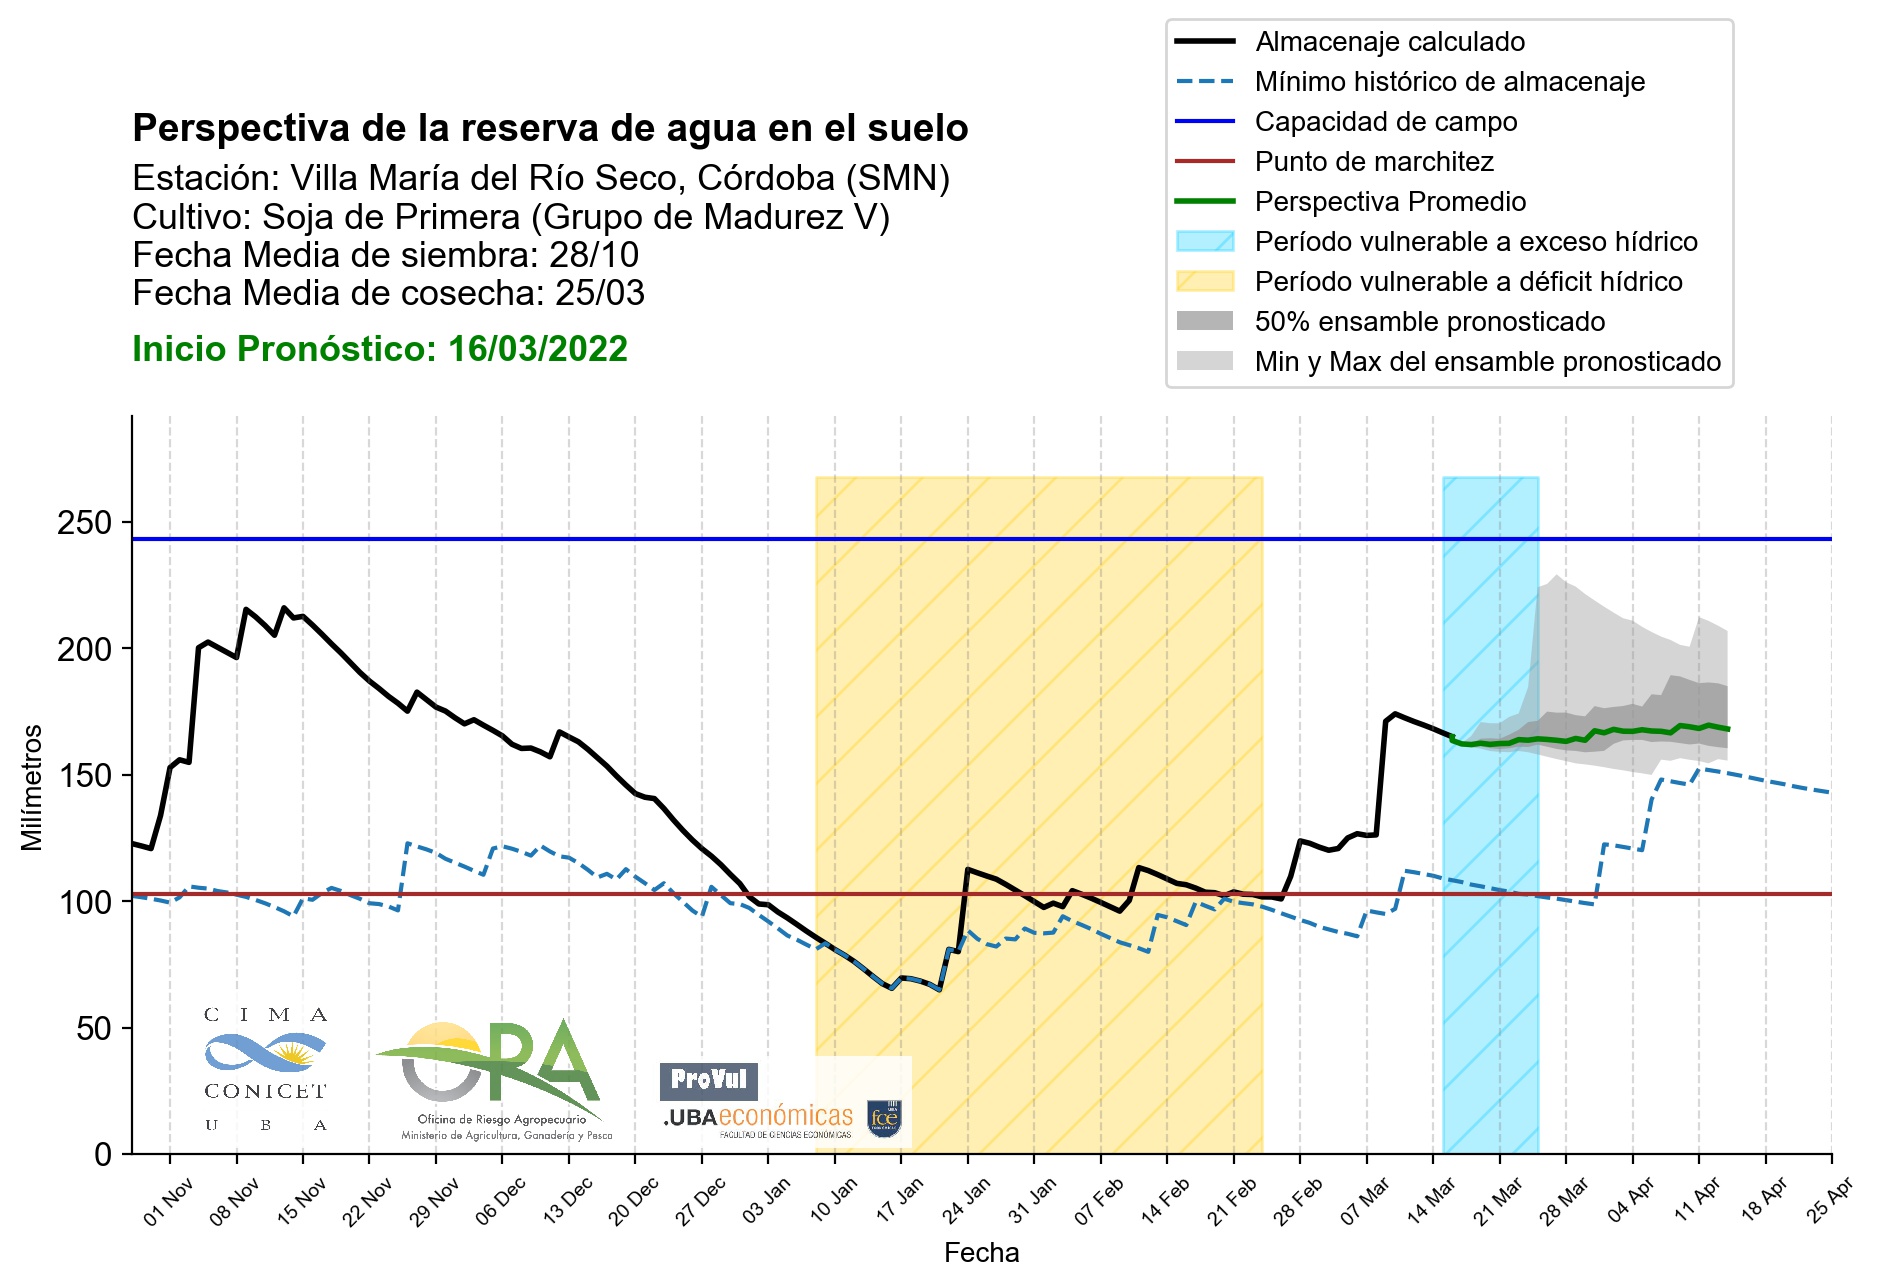 Almacenaje calculado
Mínimo histórico de almacenaje
Capacidad de campo
Punto de marchitez
Perspectiva Promedio
Período vulnerable a exceso hídrico
Período vulnerable a déficit hídrico
50% ensamble pronosticado
Min y Max del ensamble pronosticado
Perspectiva de la reserva de agua en el suelo
Estación: Villa María del Río Seco, Córdoba (SMN)
Cultivo: Soja de Primera (Grupo de Madurez V)
Fecha Media de siembra: 28/10
Fecha Media de cosecha: 25/03
Inicio Pronóstico: 16/03/2022
Milímetros
250
200
150
100
50
0
CIMA
CONICET
UBA
ORA
Oficina de Riesgo Agropecuario
Ministerio de Agricultura, Ganadería y Pesca
ProVul
.UBAeconómicas
FACULTAD DE CIENCIAS ECONÓMICAS
UBA
fce
ECONÓMICAS
01 Nov
08 Nov
15 Nov
22 Nov
29 Nov
06 Dec
13 Dec
20 Dec
27 Dec
03 Jan
10 Jan
17 Jan
24 Jan
31 Jan
07 Feb
14 Feb
21 Feb
28 Feb
07 Mar
14 Mar
21 Mar
28 Mar
04 Apr
11 Apr
18 Apr
25 Apr
Fecha